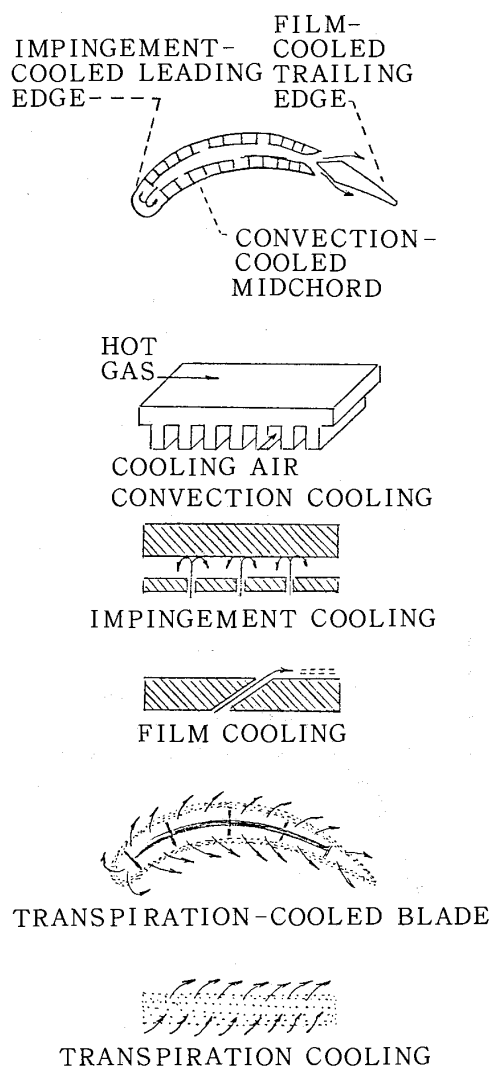 IMPINGEMENT-
COOLED LEADING
EDGE
FILM-
COOLED
TRAILING
EDGE
CONVECTION-
COOLED
MIDCHORD
HOT
GAS
COOLING AIR
CONVECTION COOLING
IMPINGEMENT COOLING
FILM COOLING
TRANSPIRATION-COOLED BLADE
TRANSPIRATION COOLING